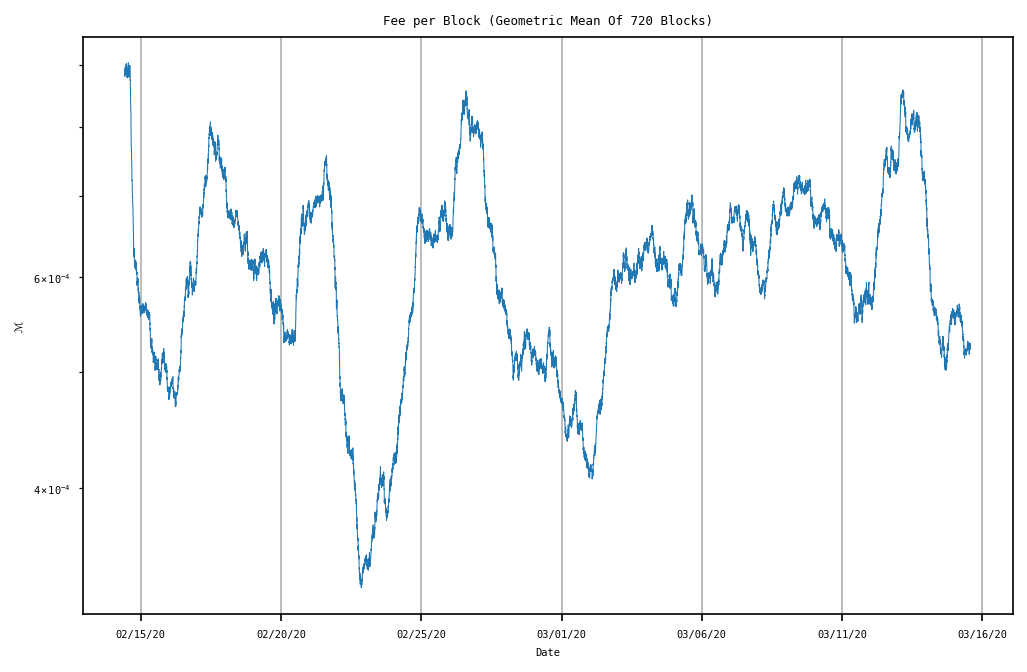 Fee per Block (Geometric Mean Of 720 Blocks)
6×10⁻⁴
ℳ
4×10⁻⁴
02/15/20 02/20/20 02/25/20 03/01/20 03/06/20 03/11/20 03/16/20
Date